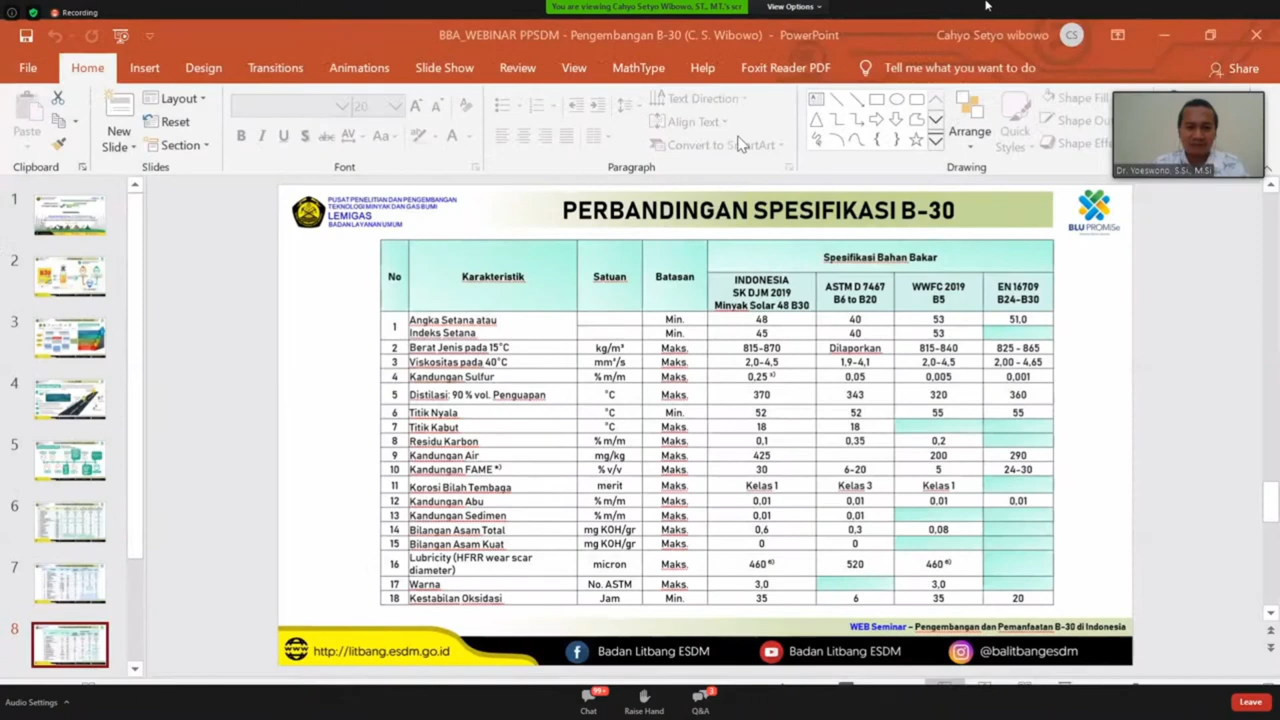 Recording
You are viewing Cahyo Setyo Wibowo, ST., MT.'s scr
View Options
BBA_WEBINAR PPSDM - Pengembangan B-30 (C. S. Wibowo) - PowerPoint
Cahyo Setyo wibowo
CS
File Home Insert Design Transitions Animations Slide Show Review View MathType Help Foxit Reader PDF Tell me what you want to do Share
Paste
New Slide
Layout
Reset
Section
20
Text Direction
Align Text
Convert to SmartArt
Arrange
Quick Styles
Shape Fill
Shape Ou
Shape Effe
Clipboard Slides Font Paragraph Drawing
Dr. Yoeswono, S.Si, M.Si
1
2
3
4
5
6
7
8
PUSAT PENELITIAN DAN PENGEMBANGAN
TEKNOLOGI MINYAK DAN GAS BUMI
LEMIGAS
BADAN LAYANAN UMUM
PERBANDINGAN SPESIFIKASI B-30
BLU PROMISe
No Karakteristik Satuan Batasan Spesifikasi Bahan Bakar
INDONESIA SK DJM 2019 Minyak Solar 48 B30
ASTM D 7467 B6 to B20
WWFC 2019 B5
EN 16709 B24-B30
1 Angka Setana atau Min. 48 40 53 51,0
Indeks Setana Min. 45 40 53
2 Berat Jenis pada 15°C kg/m³ Maks. 815-870 Dilaporkan 815-840 825 - 865
3 Viskositas pada 40°C mm²/s Maks. 2,0-4,5 1,9-4,1 2,0-4,5 2,00 - 4,65
4 Kandungan Sulfur % m/m Maks. 0,25 0,05 0,005 0,001
5 Distilasi: 90 % vol. Penguapan °C Maks. 370 343 320 360
6 Titik Nyala °C Min. 52 52 55 55
7 Titik Kabut °C Maks. 18 18
8 Residu Karbon % m/m Maks. 0,1 0,35 0,2
9 Kandungan Air mg/kg Maks. 425 200 290
10 Kandungan FAME *) % v/v Maks. 30 6-20 5 24-30
11 Korosi Bilah Tembaga merit Maks. Kelas 1 Kelas 3 Kelas 1
12 Kandungan Abu % m/m Maks. 0,01 0,01 0,01 0,01
13 Kandungan Sedimen % m/m Maks. 0,01 0,01
14 Bilangan Asam Total mg KOH/gr Maks. 0,6 0,3 0,08
15 Bilangan Asam Kuat mg KOH/gr Maks. 0 0
16 Lubricity (HFRR wear scar diameter) micron Maks. 460 520 460
17 Warna No. ASTM Maks. 3,0 3,0
18 Kestabilan Oksidasi Jam Min. 35 6 35 20
WEB Seminar – Pengembangan dan Pemanfaatan B-30 di Indonesia
http://litbang.esdm.go.id
Badan Litbang ESDM
Badan Litbang ESDM
@balitbangesdm
Audio Settings
99+
Chat
Raise Hand
3
Q&A
Leave